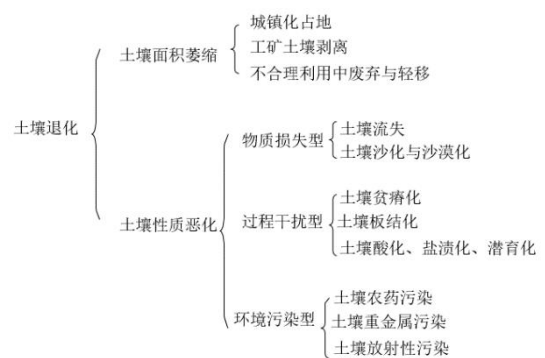 城镇化占地
土壤面积萎缩
工矿土壤剥离
不合理利用中废弃与轻移
土壤退化
物质损失型
土壤流失
土壤沙化与沙漠化
土壤性质恶化
过程干扰型
土壤贫瘠化
土壤板结化
土壤酸化、盐渍化、潜育化
环境污染型
土壤农药污染
土壤重金属污染
土壤放射性污染